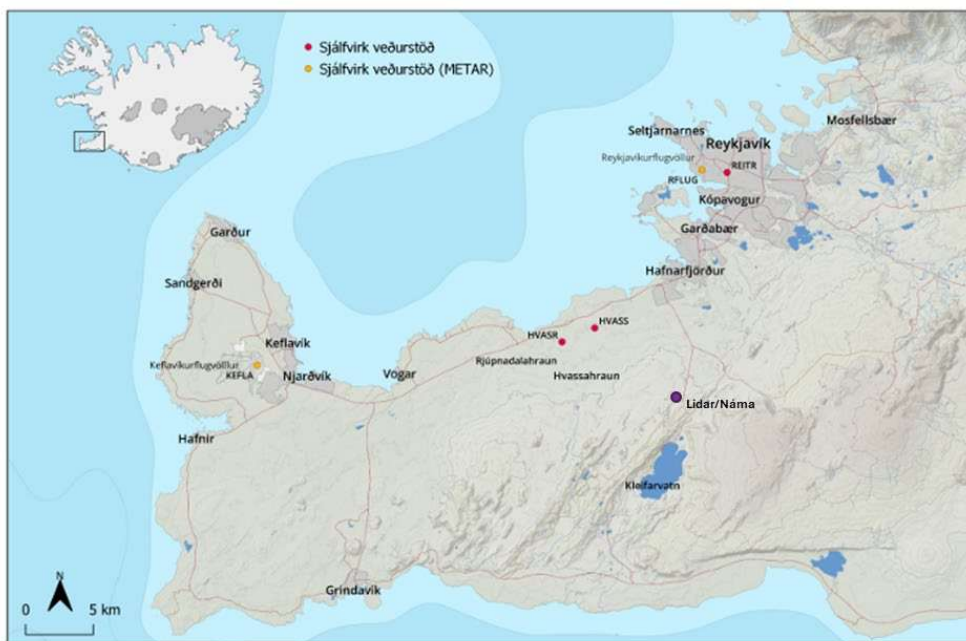 Sjálfvirk veðurstöð
Sjálfvirk veðurstöð (METAR)
Mosfellsbær
Seltjarnarnes
Reykjavík
Reykjavíkurflugvöllur
REITR
RFLUG
Kópavogur
Garðabær
Garður
Hafnarfjörður
Sandgerði
HVASS
HVASR
Keflavík
Rjúpnadalahraun
Keflavíkurflugvöllur
KEFLA
Njarðvík
Vogar
Hvassahraun
Lidar/Náma
Hafnir
Kleifarvatn
Grindavík
N
0 5 km